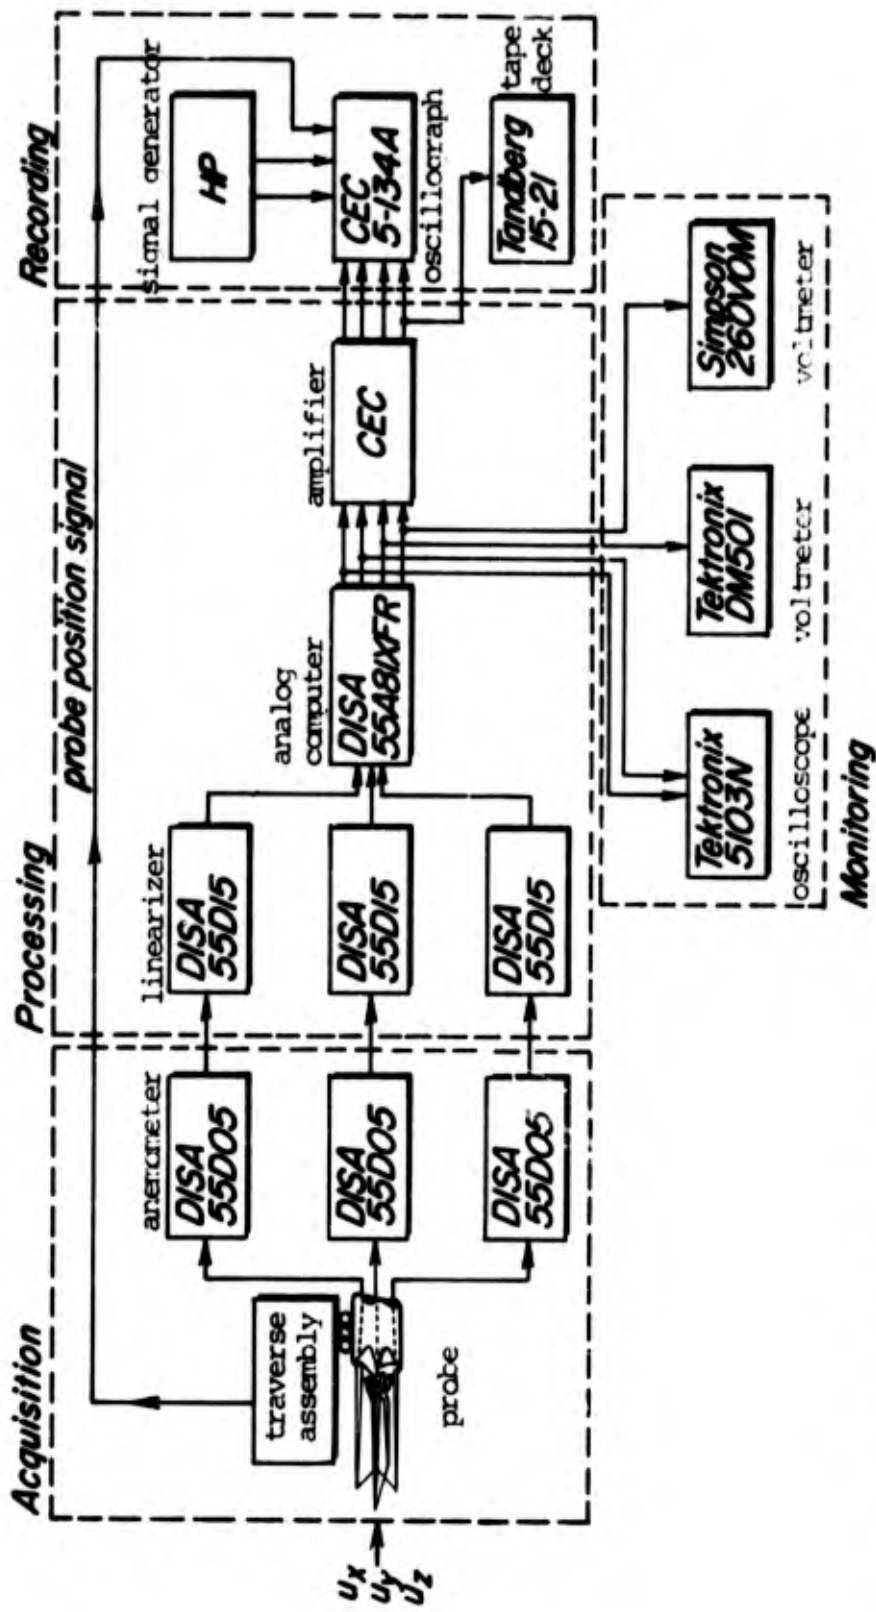 Acquisition
Processing
Recording
probe position signal
traverse
assembly
probe
u_x
u_y
u_z
anemometer
DISA
55D05
DISA
55D05
DISA
55D05
linearizer
DISA
55D15
DISA
55D15
DISA
55D15
analog
computer
DISA
55A81XFR
amplifier
CEC
signal generator
HP
CEC
5-134A
oscillograph
Tandberg
15-21
tape
deck
Tektronix
5103N
oscilloscope
Tektronix
DM501
voltmeter
Simpson
260VOM
voltmeter
Monitoring